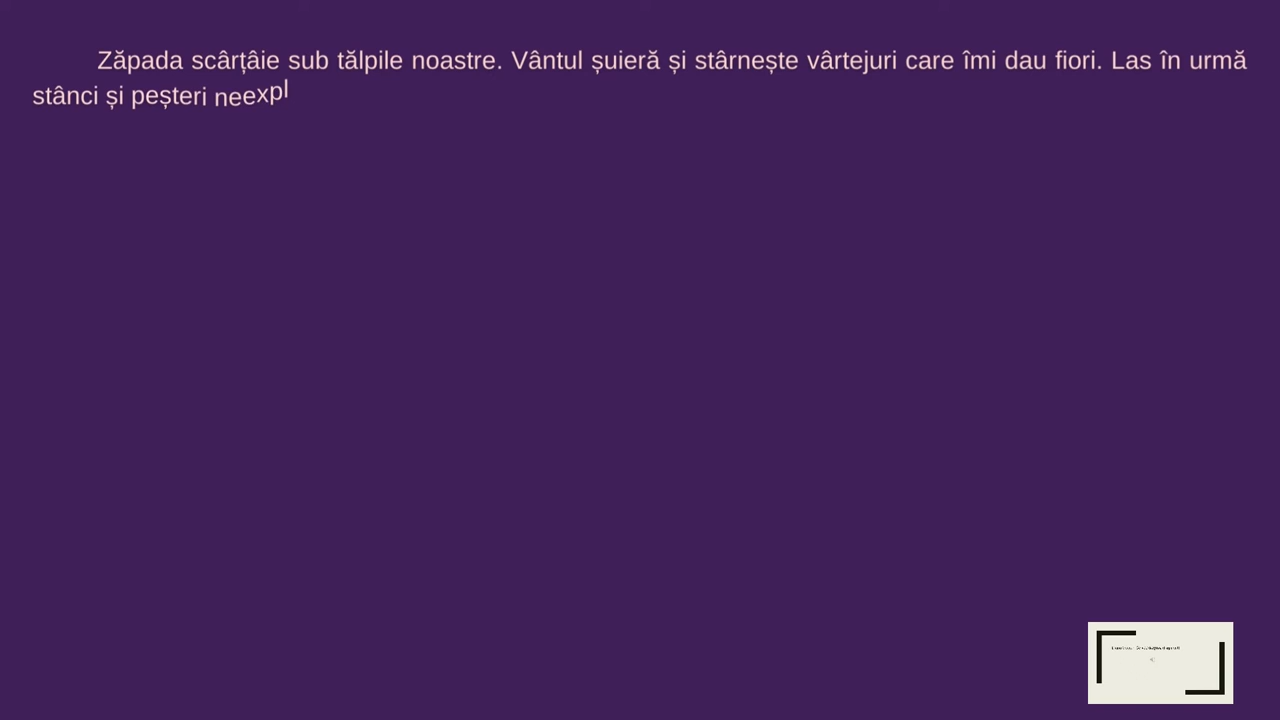 Zăpada scârțâie sub tălpile noastre. Vântul șuieră și stârnește vârtejuri care îmi dau fiori. Las în urmă
stânci și peșteri neexpl